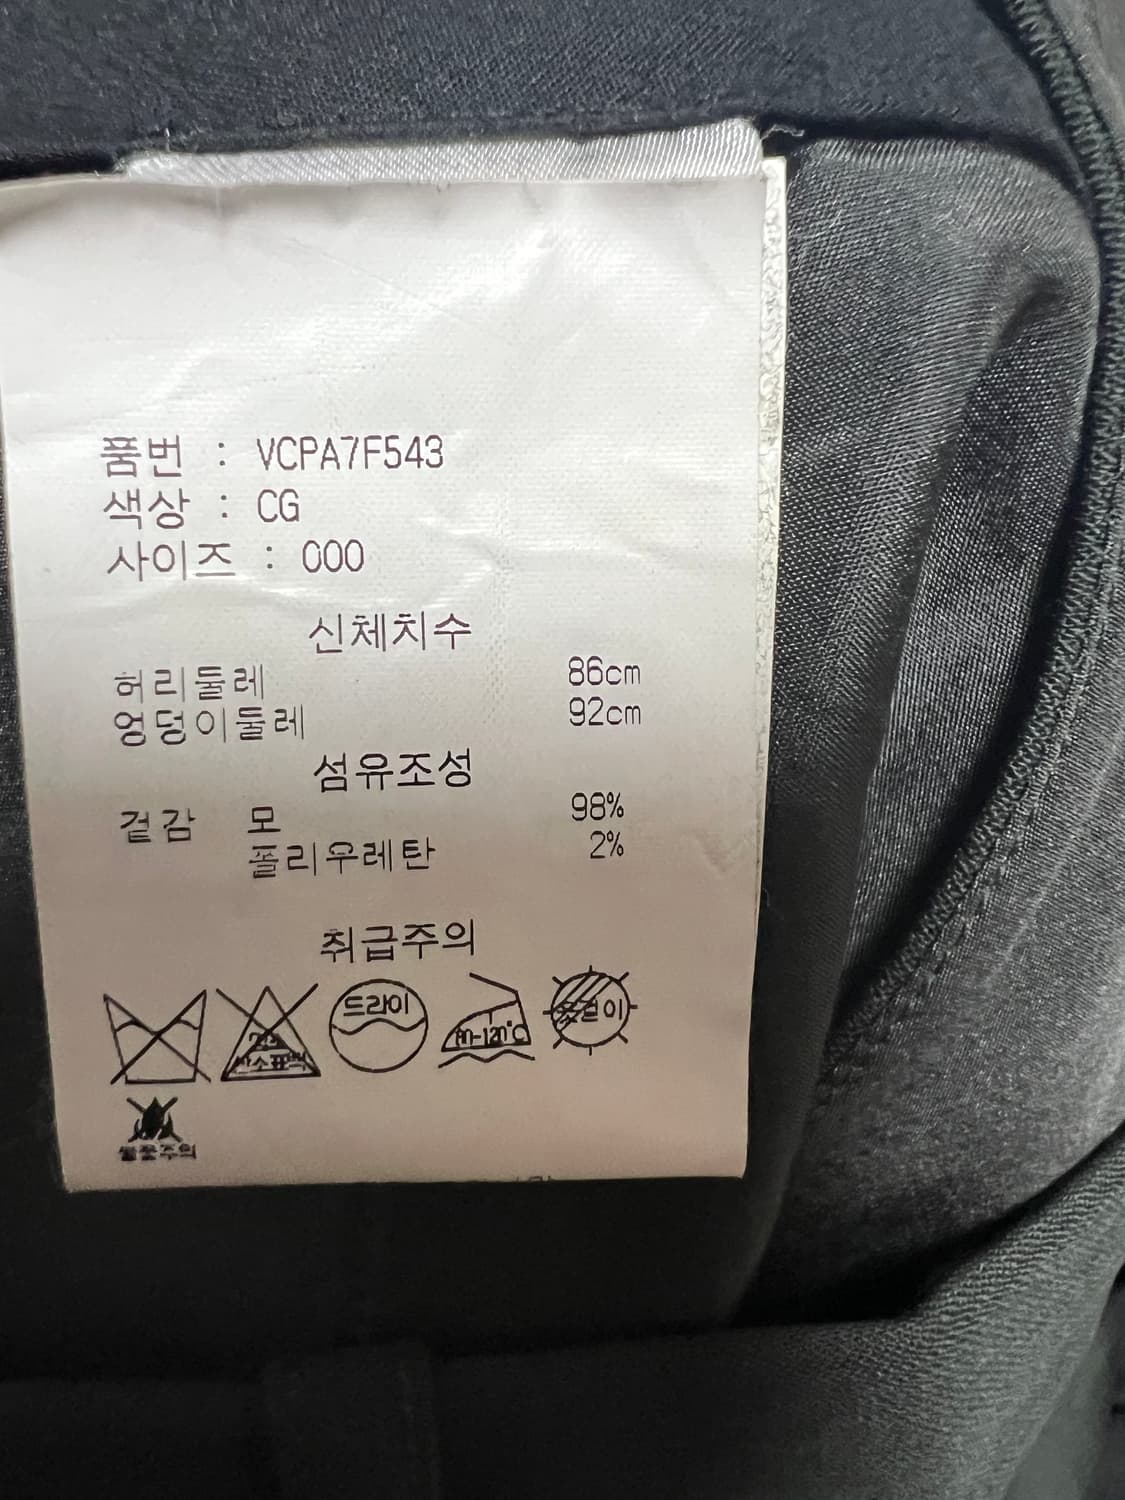 품번 : VCPA7F543
색상 : CG
사이즈 : 000
신체치수
허리둘레 86cm
엉덩이둘레 92cm
섬유조성
겉감 모 98%
폴리우레탄 2%
취급주의
드라이
80-120℃